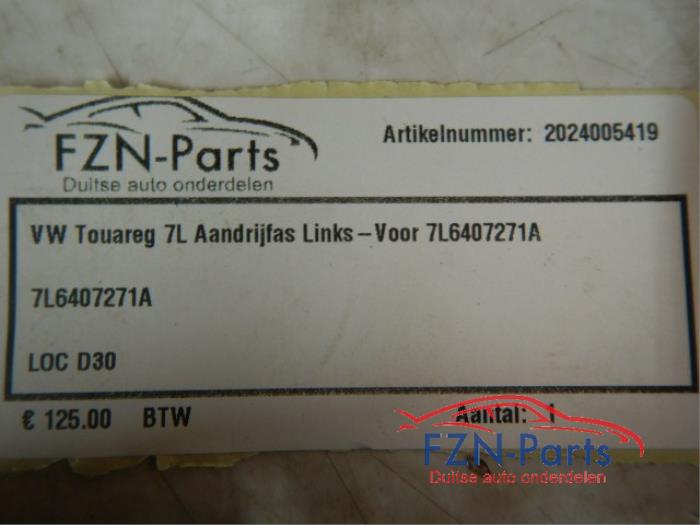 FZN-Parts
Duitse auto onderdelen
Artikelnummer: 2024005419
VW Touareg 7L Aandrijfas Links-Voor 7L6407271A
7L6407271A
LOC D30
€ 125.00 BTW
Aantal: 1
FZN-Parts
Duitse auto onderdelen